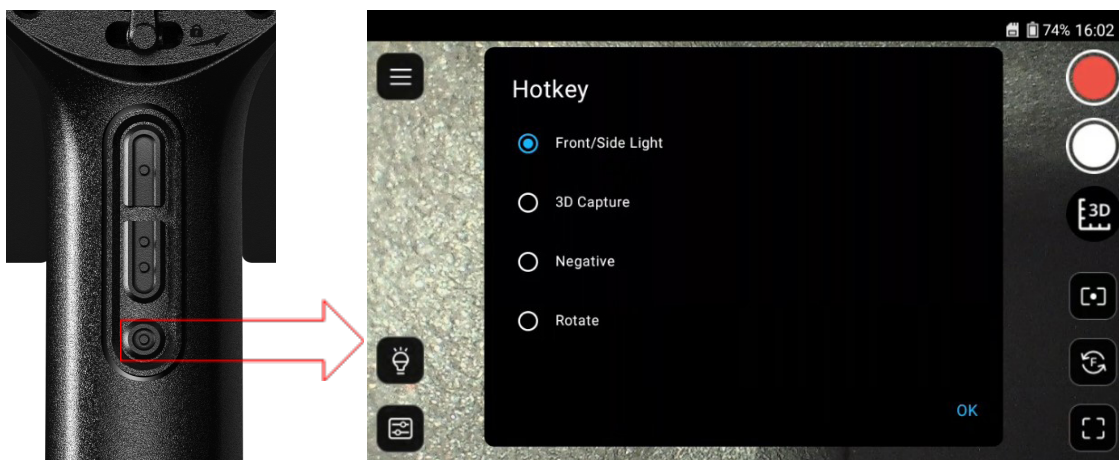 74% 16:02
Hotkey
Front/Side Light
3D Capture
3D
Negative
Rotate
F
OK